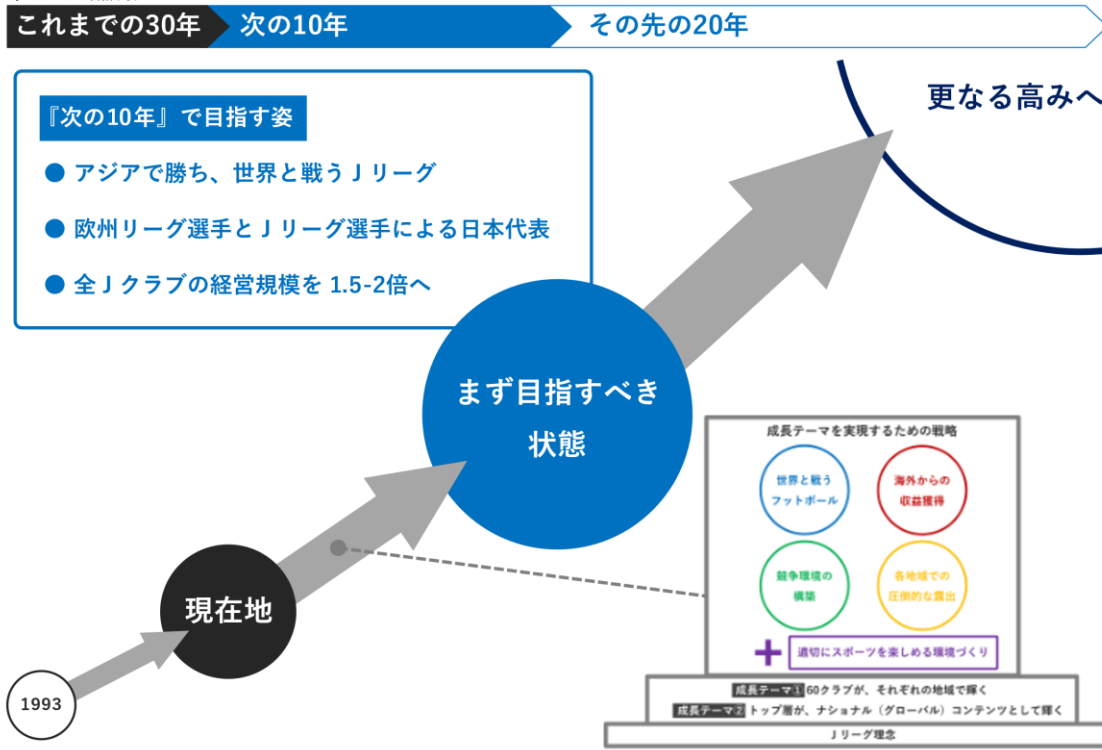 これまでの30年
次の10年
その先の20年
更なる高みへ
『次の10年』で目指す姿
● アジアで勝ち、世界と戦うＪリーグ
● 欧州リーグ選手とＪリーグ選手による日本代表
● 全Ｊクラブの経営規模を 1.5-2倍へ
まず目指すべき
状態
現在地
1993
成長テーマを実現するための戦略
世界と戦う
フットボール
海外からの
収益獲得
競争環境の
構築
各地域での
圧倒的な露出
+ 適切にスポーツを楽しめる環境づくり
成長テーマ① 60クラブが、それぞれの地域で輝く
成長テーマ② トップ層が、ナショナル（グローバル）コンテンツとして輝く
Ｊリーグ理念